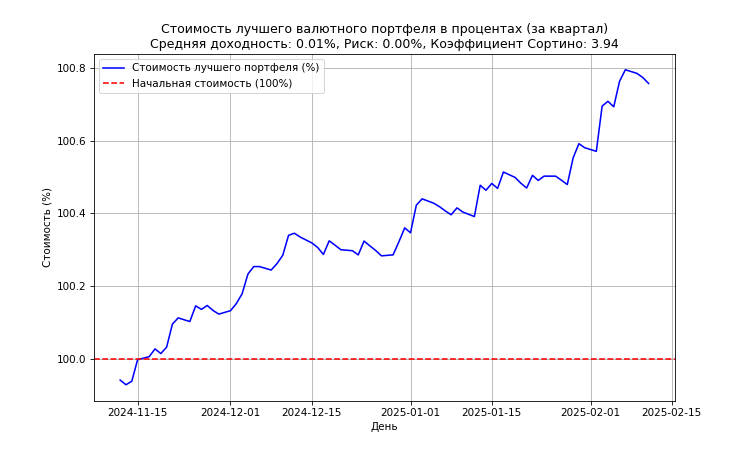 Стоимость лучшего валютного портфеля в процентах (за квартал)
Средняя доходность: 0.01%, Риск: 0.00%, Коэффициент Сортино: 3.94
Стоимость лучшего портфеля (%)
Начальная стоимость (100%)
Стоимость (%)
100.8
100.6
100.4
100.2
100.0
2024-11-15
2024-12-01
2024-12-15
2025-01-01
2025-01-15
2025-02-01
2025-02-15
День